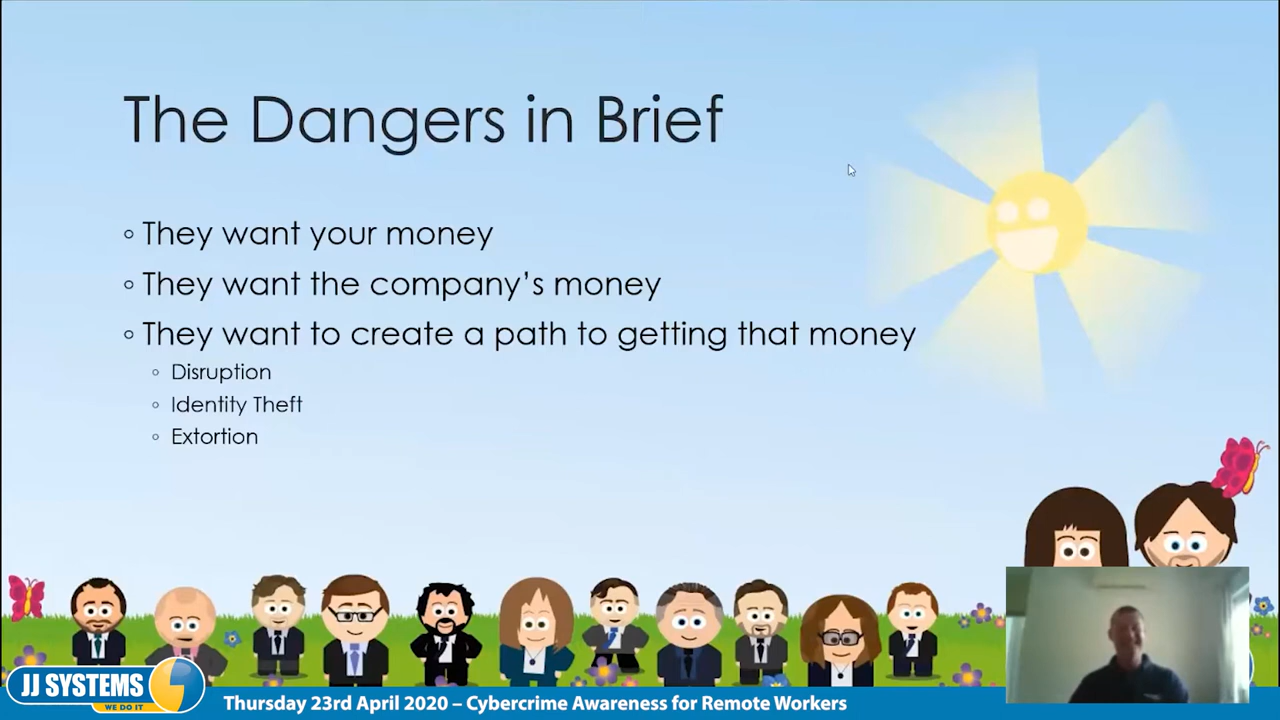 The Dangers in Brief
They want your money
They want the company's money
They want to create a path to getting that money
Disruption
Identity Theft
Extortion
JJ SYSTEMS
WE DO IT
Thursday 23rd April 2020 – Cybercrime Awareness for Remote Workers